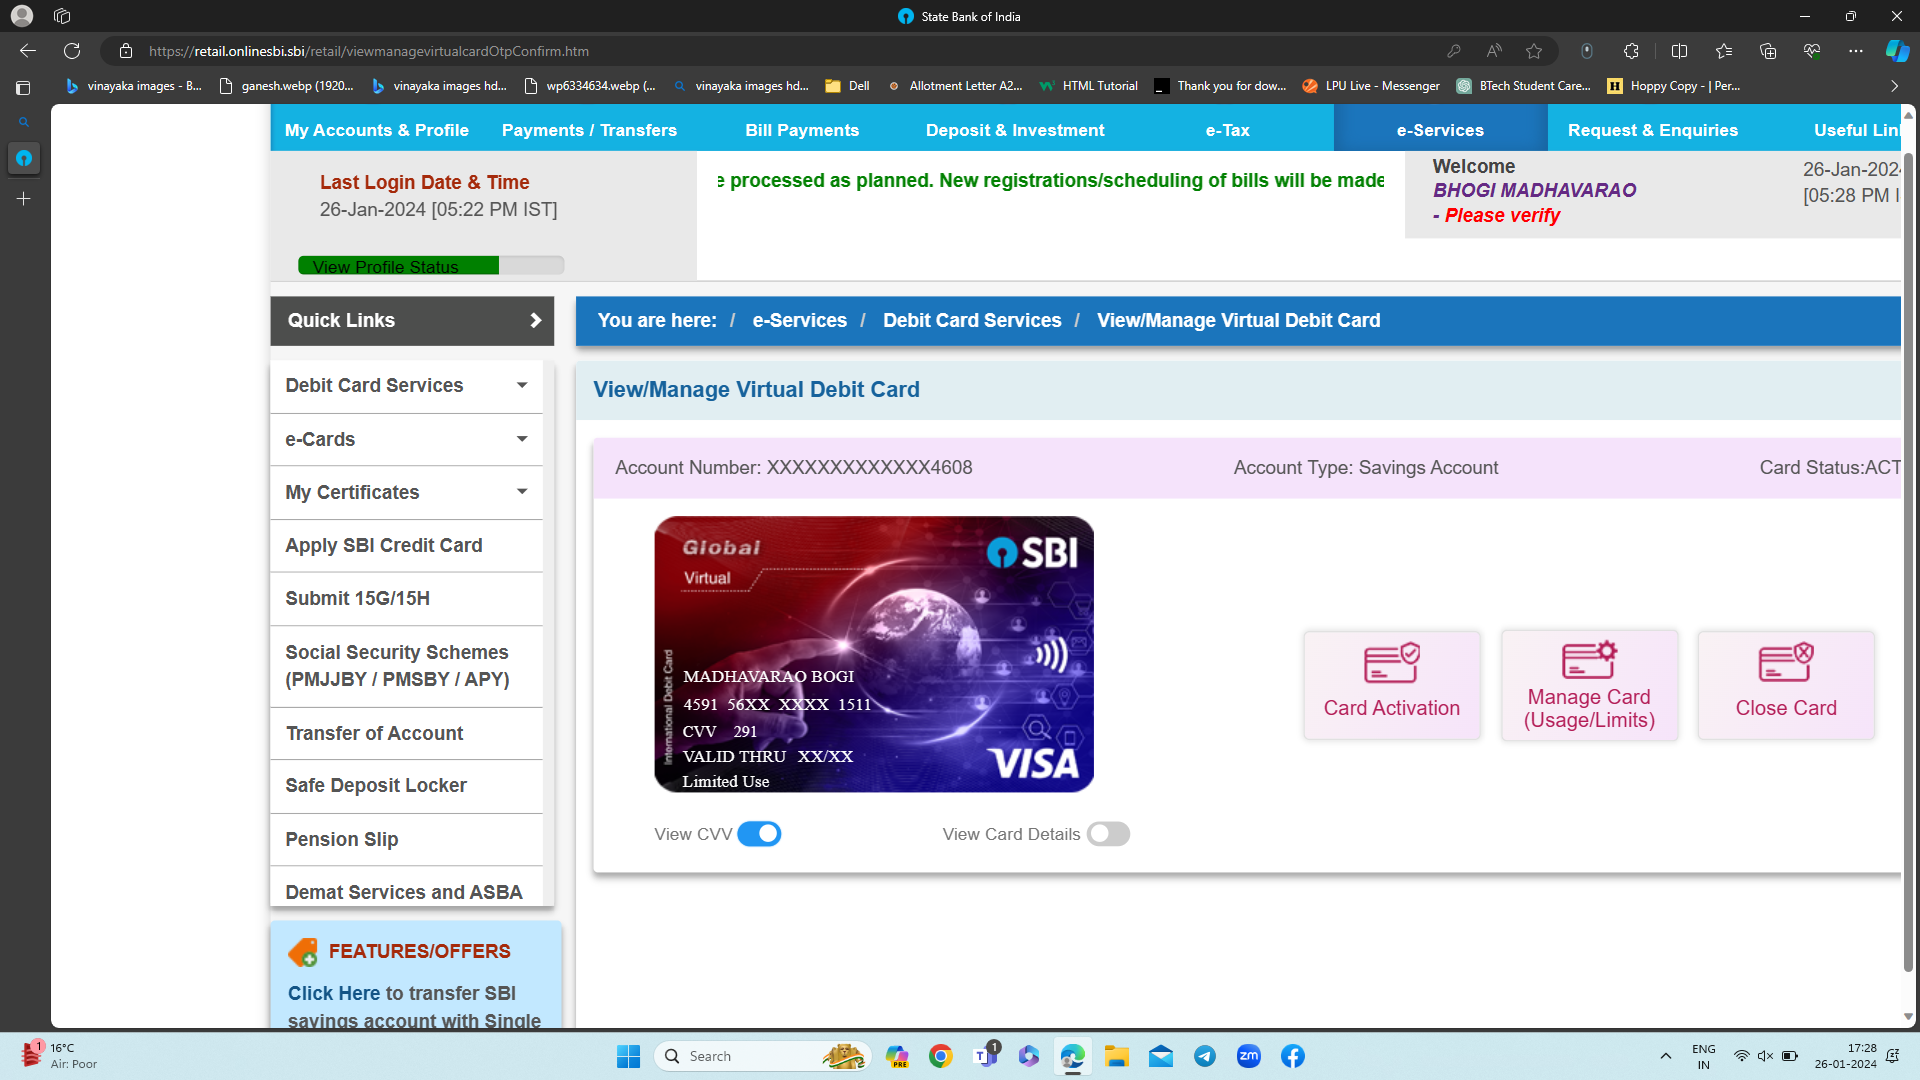 State Bank of India
https://retail.onlinesbi.sbi/retail/viewmanagevirtualcardOtpConfirm.htm
vinayaka images - B... ganesh.webp (1920... vinayaka images hd... wp6334634.webp (... vinayaka images hd... Dell Allotment Letter A2... HTML Tutorial Thank you for dow... LPU Live - Messenger BTech Student Care... Hoppy Copy - | Per...
My Accounts & Profile Payments / Transfers Bill Payments Deposit & Investment e-Tax e-Services Request & Enquiries Useful Lin
Last Login Date & Time
26-Jan-2024 [05:22 PM IST]
View Profile Status
e processed as planned. New registrations/scheduling of bills will be made
Welcome
BHOGI MADHAVARAO
- Please verify
26-Jan-202
[05:28 PM I
Quick Links
You are here: / e-Services / Debit Card Services / View/Manage Virtual Debit Card
Debit Card Services
e-Cards
My Certificates
Apply SBI Credit Card
Submit 15G/15H
Social Security Schemes
(PMJJBY / PMSBY / APY)
Transfer of Account
Safe Deposit Locker
Pension Slip
Demat Services and ASBA
FEATURES/OFFERS
Click Here to transfer SBI
savings account with Single
View/Manage Virtual Debit Card
Account Number: XXXXXXXXXXXXX4608 Account Type: Savings Account Card Status:ACT
Global
Virtual
SBI
International Debit Card
MADHAVARAO BOGI
4591 56XX XXXX 1511
CVV 291
VALID THRU XX/XX
Limited Use
VISA
View CVV View Card Details
Card Activation
Manage Card
(Usage/Limits)
Close Card
1
16°C
Air: Poor
Search
PRE
T
1
zm
ENG
IN
17:28
26-01-2024